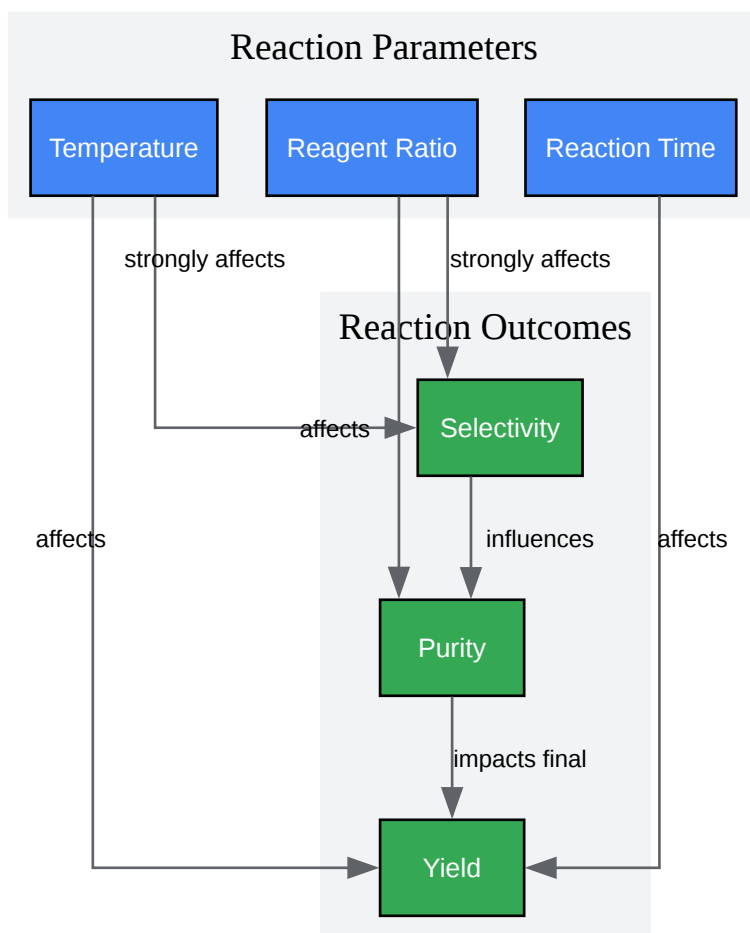 Reaction Parameters
Temperature
Reagent Ratio
Reaction Time
strongly affects
strongly affects
Reaction Outcomes
Selectivity
affects
affects
influences
affects
Purity
impacts final
Yield